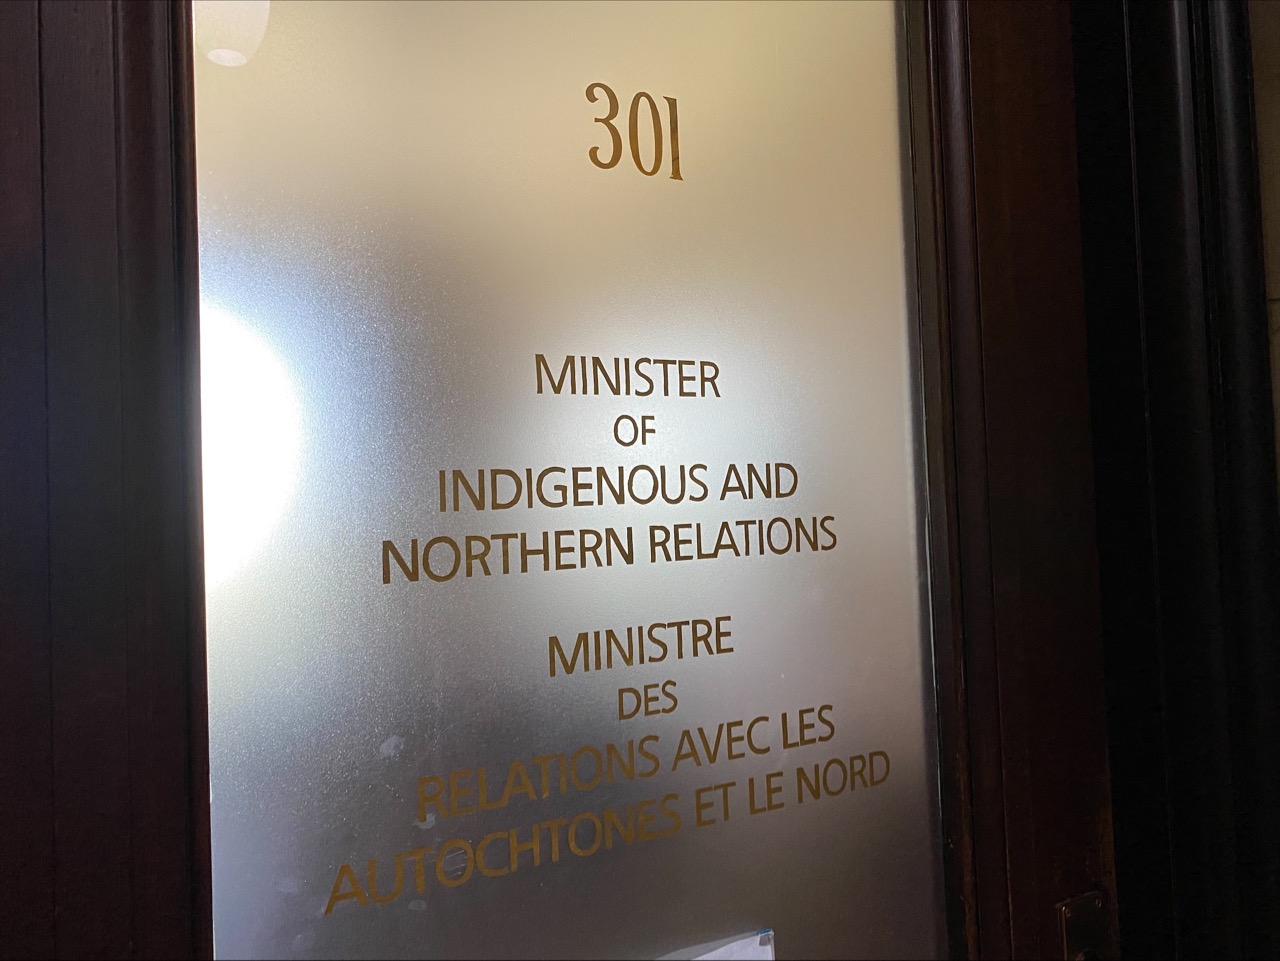 301
MINISTER
OF
INDIGENOUS AND
NORTHERN RELATIONS
MINISTRE
DES
RELATIONS AVEC LES
AUTOCHTONES ET LE NORD